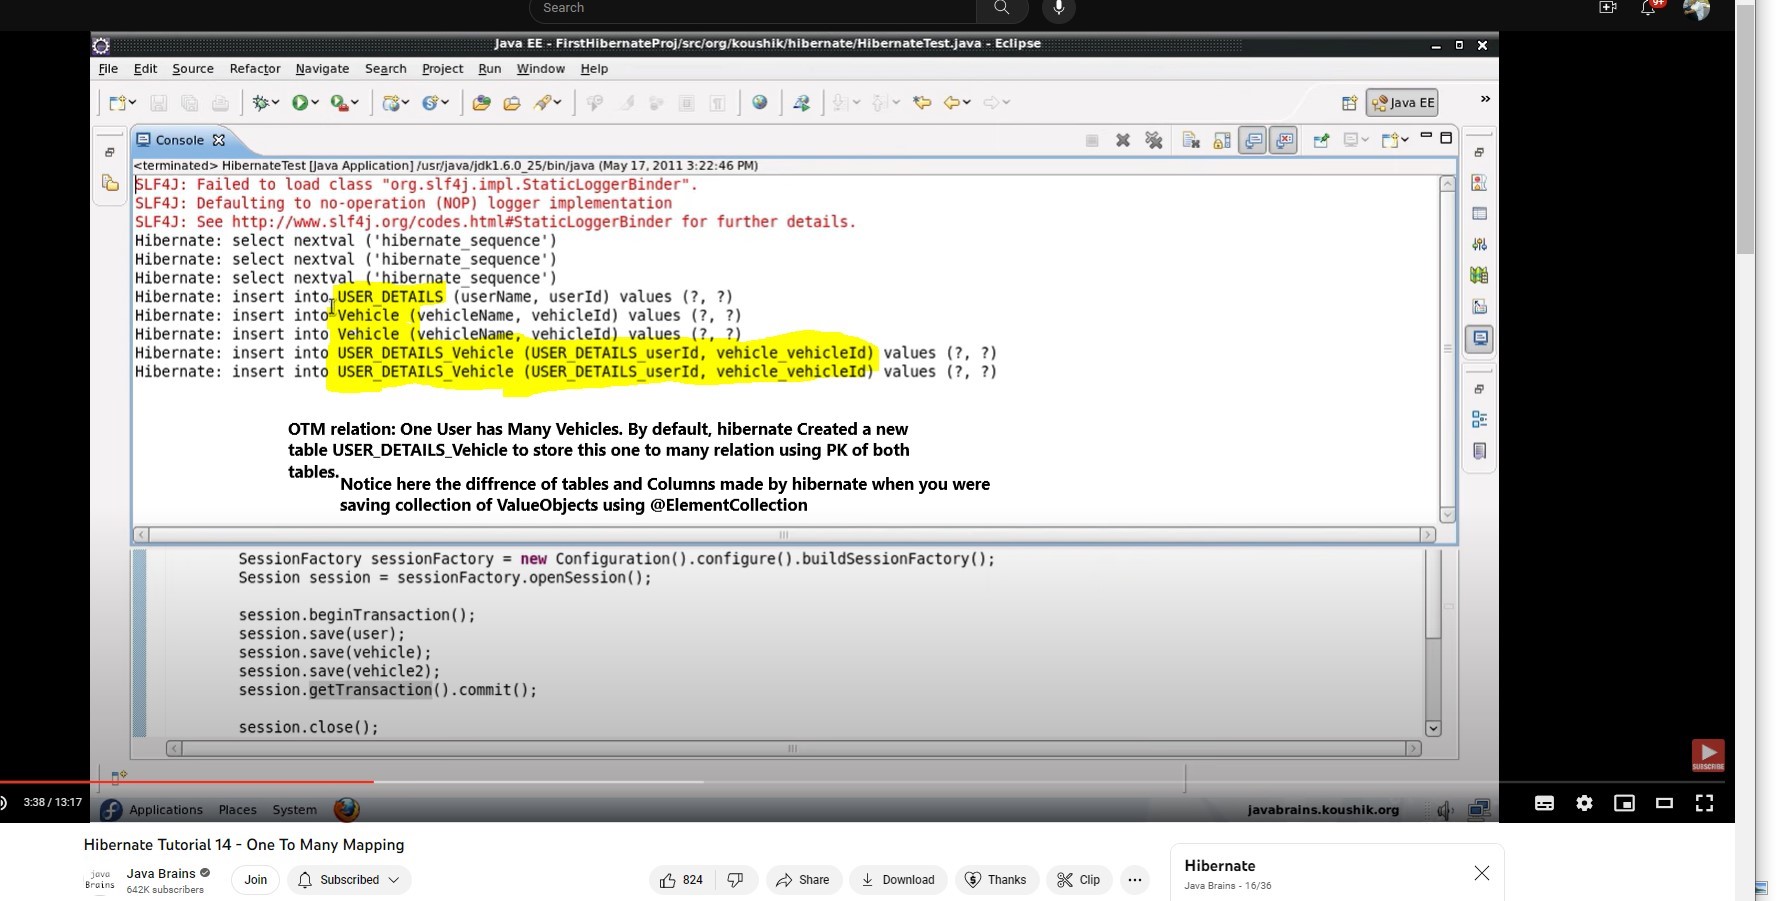 Search
9+
Java EE - FirstHibernateProj/src/org/koushik/hibernate/HibernateTest.java - Eclipse
File Edit Source Refactor Navigate Search Project Run Window Help
Java EE
»
Console
<terminated> HibernateTest [Java Application] /usr/java/jdk1.6.0_25/bin/java (May 17, 2011 3:22:46 PM)
SLF4J: Failed to load class "org.slf4j.impl.StaticLoggerBinder".
SLF4J: Defaulting to no-operation (NOP) logger implementation
SLF4J: See http://www.slf4j.org/codes.html#StaticLoggerBinder for further details.
Hibernate: select nextval ('hibernate_sequence')
Hibernate: select nextval ('hibernate_sequence')
Hibernate: select nextval ('hibernate_sequence')
Hibernate: insert into USER_DETAILS (userName, userId) values (?, ?)
Hibernate: insert into Vehicle (vehicleName, vehicleId) values (?, ?)
Hibernate: insert into Vehicle (vehicleName, vehicleId) values (?, ?)
Hibernate: insert into USER_DETAILS_Vehicle (USER_DETAILS_userId, vehicle_vehicleId) values (?, ?)
Hibernate: insert into USER_DETAILS_Vehicle (USER_DETAILS_userId, vehicle_vehicleId) values (?, ?)
OTM relation: One User has Many Vehicles. By default, hibernate Created a new
table USER_DETAILS_Vehicle to store this one to many relation using PK of both
tables.
Notice here the diffrence of tables and Columns made by hibernate when you were
saving collection of ValueObjects using @ElementCollection
SessionFactory sessionFactory = new Configuration().configure().buildSessionFactory();
Session session = sessionFactory.openSession();
session.beginTransaction();
session.save(user);
session.save(vehicle);
session.save(vehicle2);
session.getTransaction().commit();
session.close();
SUBSCRIBE
3:38 / 13:17
Applications Places System
javabrains.koushik.org
Hibernate Tutorial 14 - One To Many Mapping
java
Brains
Java Brains
642K subscribers
Join
Subscribed
824
Share
Download
Thanks
Clip
Hibernate
Java Brains - 16/36